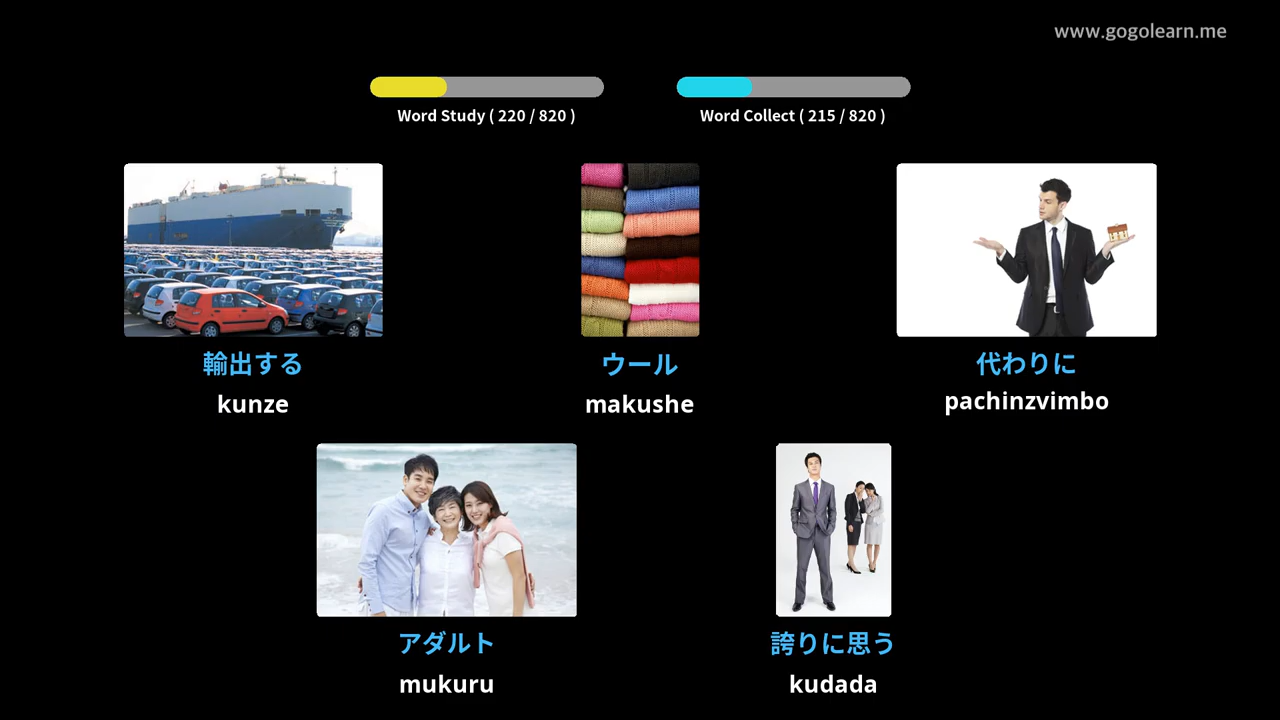 www.gogolearn.me
Word Study ( 220 / 820 )
Word Collect ( 215 / 820 )
輸出する
ウール
代わりに
kunze
makushe
pachinzvimbo
アダルト
誇りに思う
mukuru
kudada